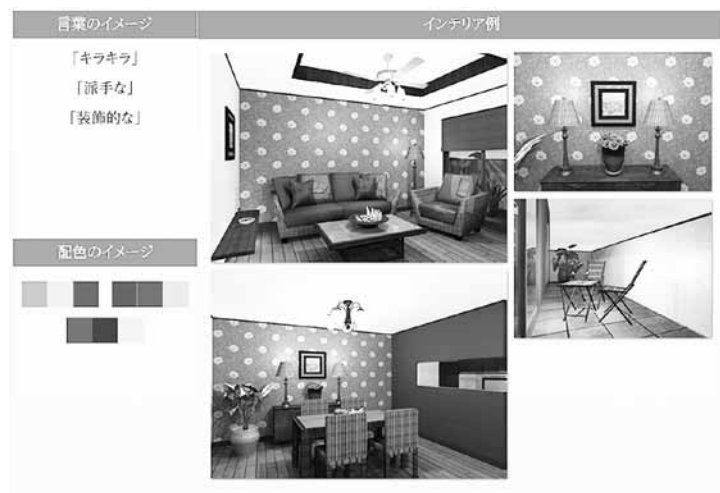 言葉のイメージ
インテリア例
「キラキラ」
「派手な」
「装飾的な」
配色のイメージ